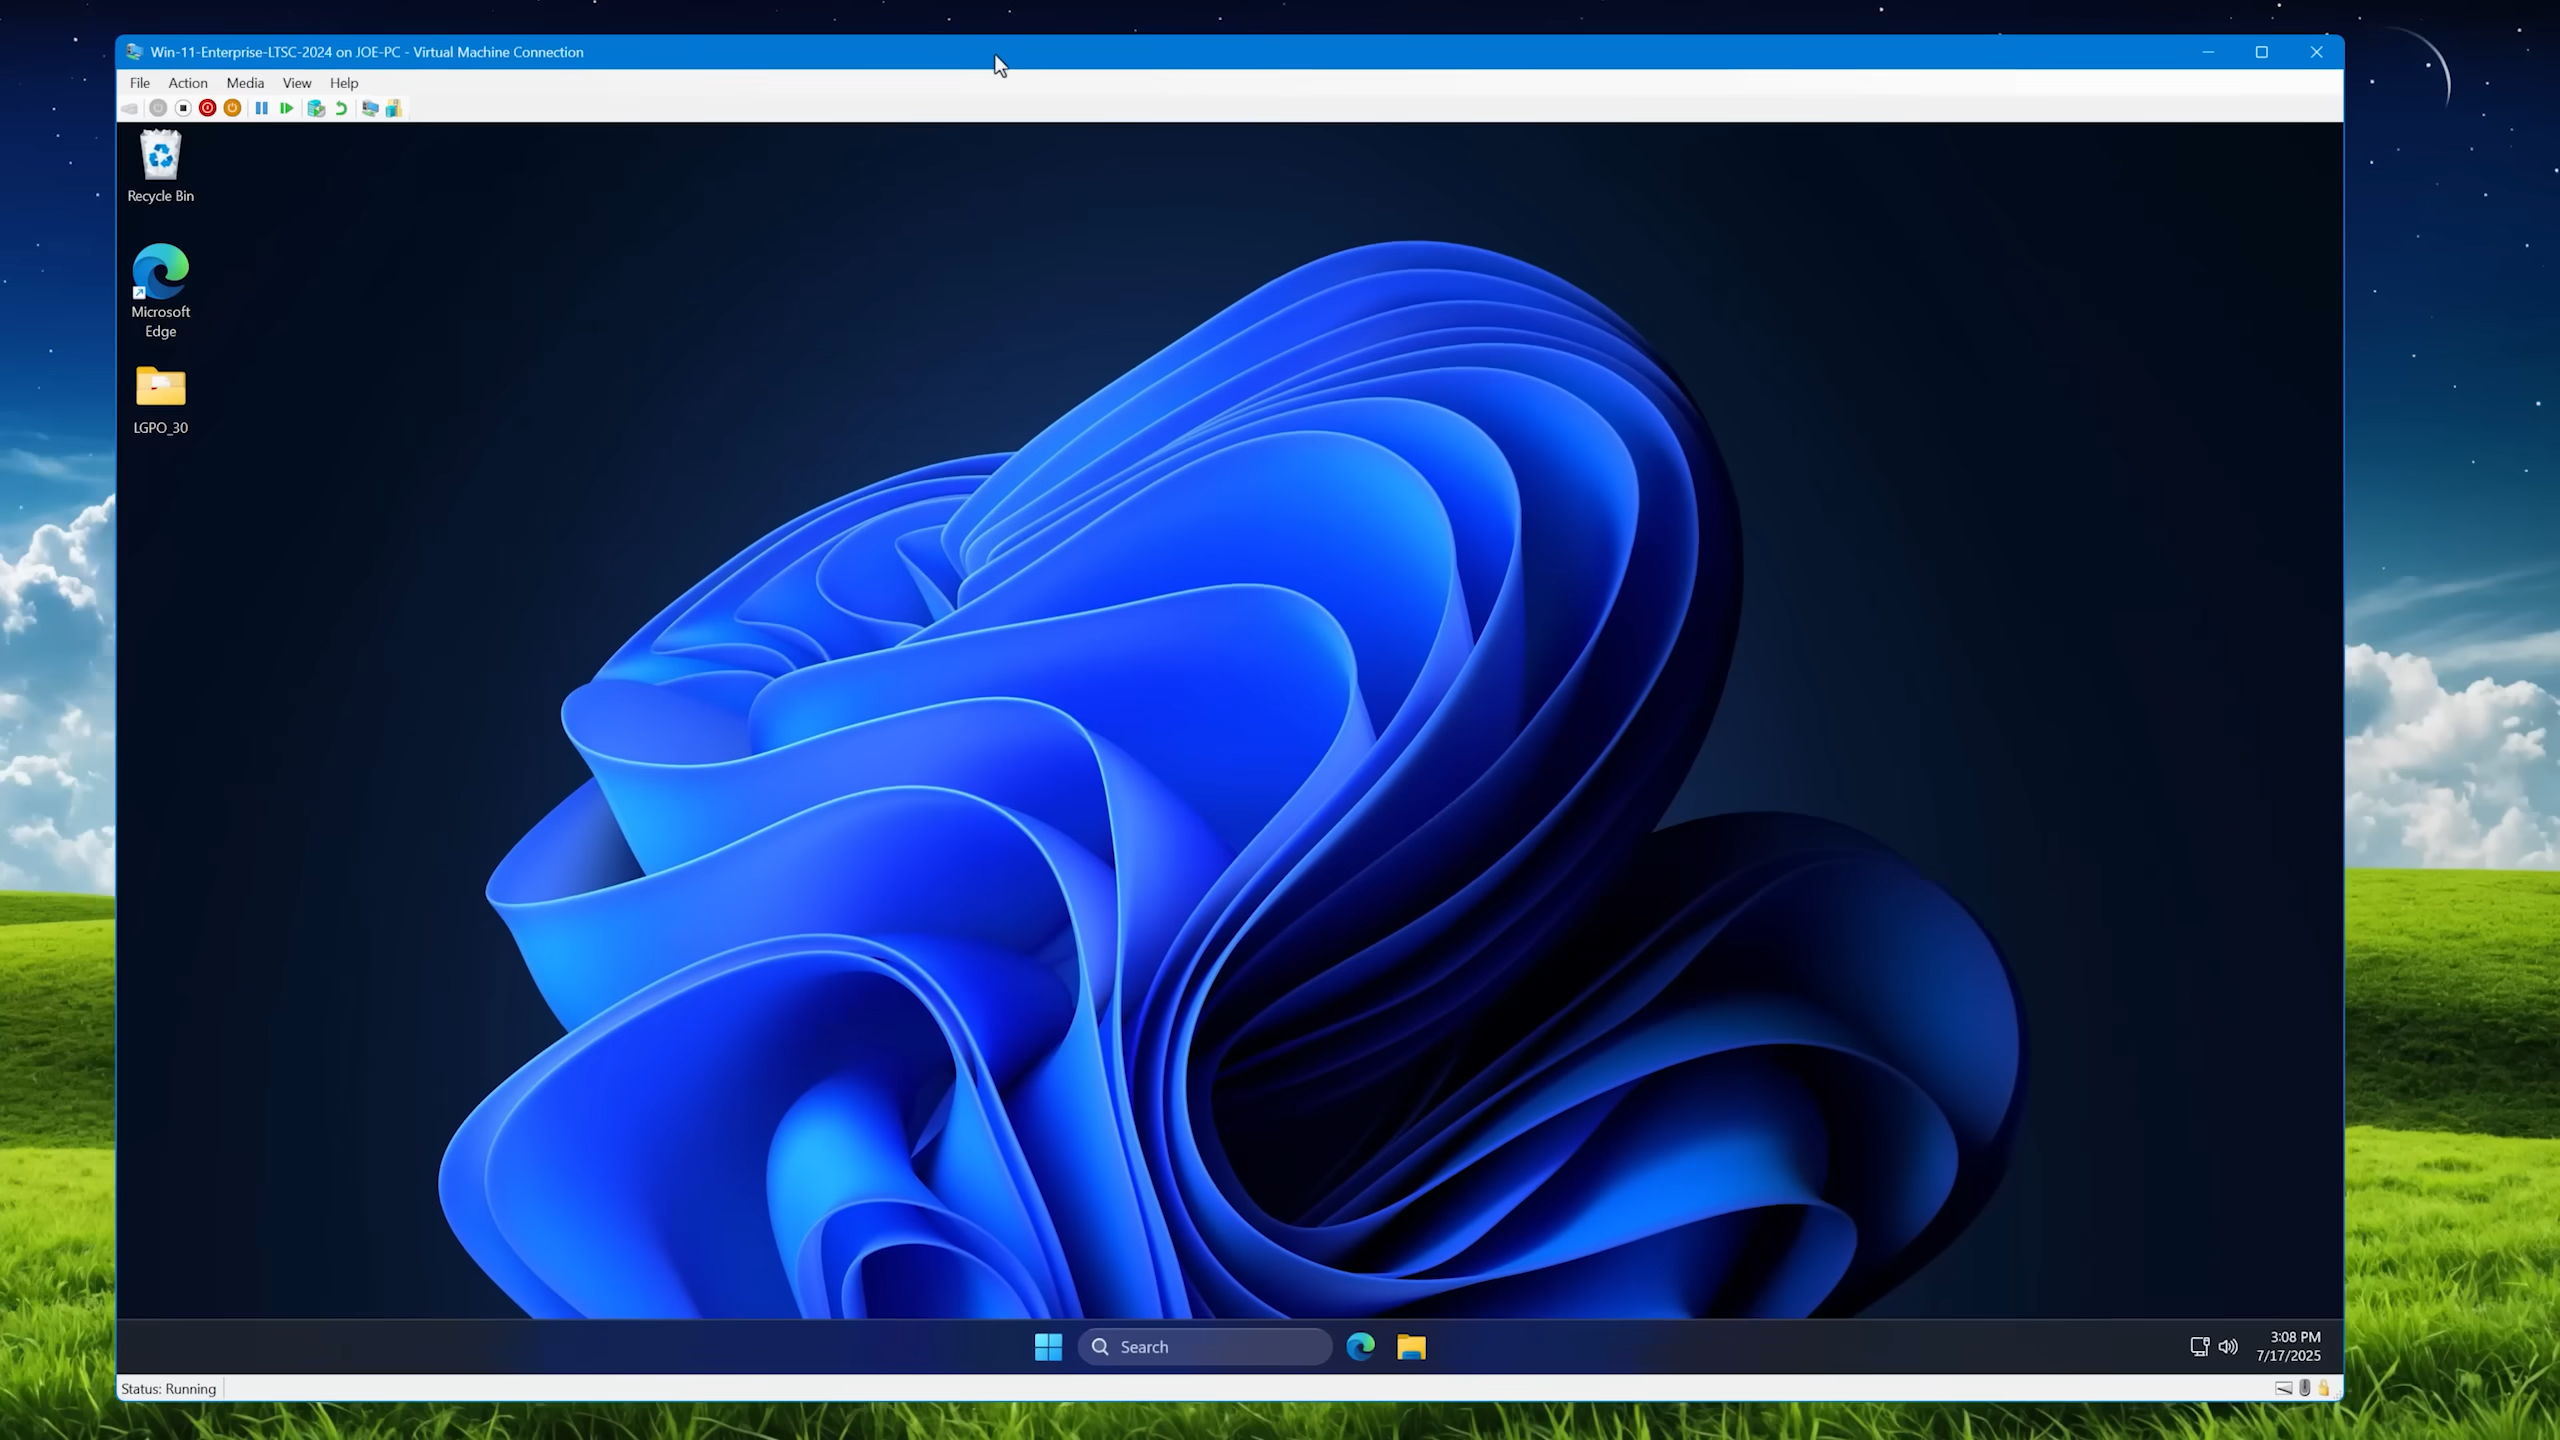 Win-11-Enterprise-LTSC-2024 on JOE-PC - Virtual Machine Connection
File Action Media View Help
Recycle Bin
Microsoft
Edge
LGPO_30
Search
3:08 PM
7/17/2025
Status: Running